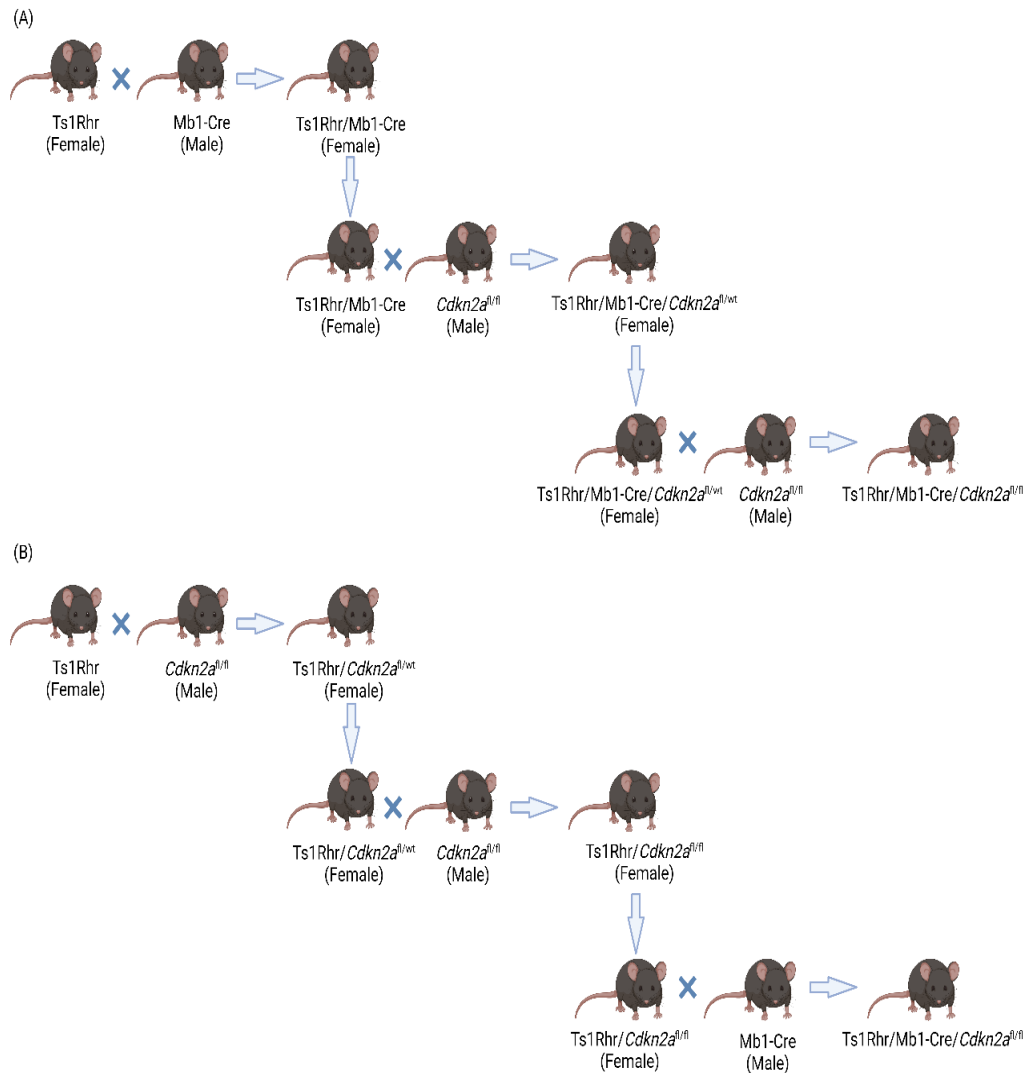 (A)
Ts1Rhr
(Female)
Mb1-Cre
(Male)
Ts1Rhr/Mb1-Cre
(Female)
Ts1Rhr/Mb1-Cre
(Female)
Cdkn2a^fl/fl
(Male)
Ts1Rhr/Mb1-Cre/Cdkn2a^fl/wt
(Female)
Ts1Rhr/Mb1-Cre/Cdkn2a^fl/wt
(Female)
Cdkn2a^fl/fl
(Male)
Ts1Rhr/Mb1-Cre/Cdkn2a^fl/fl
(B)
Ts1Rhr
(Female)
Cdkn2a^fl/fl
(Male)
Ts1Rhr/Cdkn2a^fl/wt
(Female)
Ts1Rhr/Cdkn2a^fl/wt
(Female)
Cdkn2a^fl/fl
(Male)
Ts1Rhr/Cdkn2a^fl/fl
(Female)
Ts1Rhr/Cdkn2a^fl/fl
(Female)
Mb1-Cre
(Male)
Ts1Rhr/Mb1-Cre/Cdkn2a^fl/fl